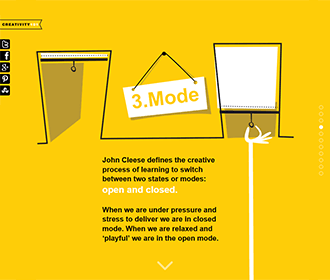 CREATIVITY
3.Mode
John Cleese defines the creative
process of learning to switch
between two states or modes:
open and closed.
When we are under pressure and
stress to deliver we are in closed
mode. When we are relaxed and
'playful' we are in the open mode.